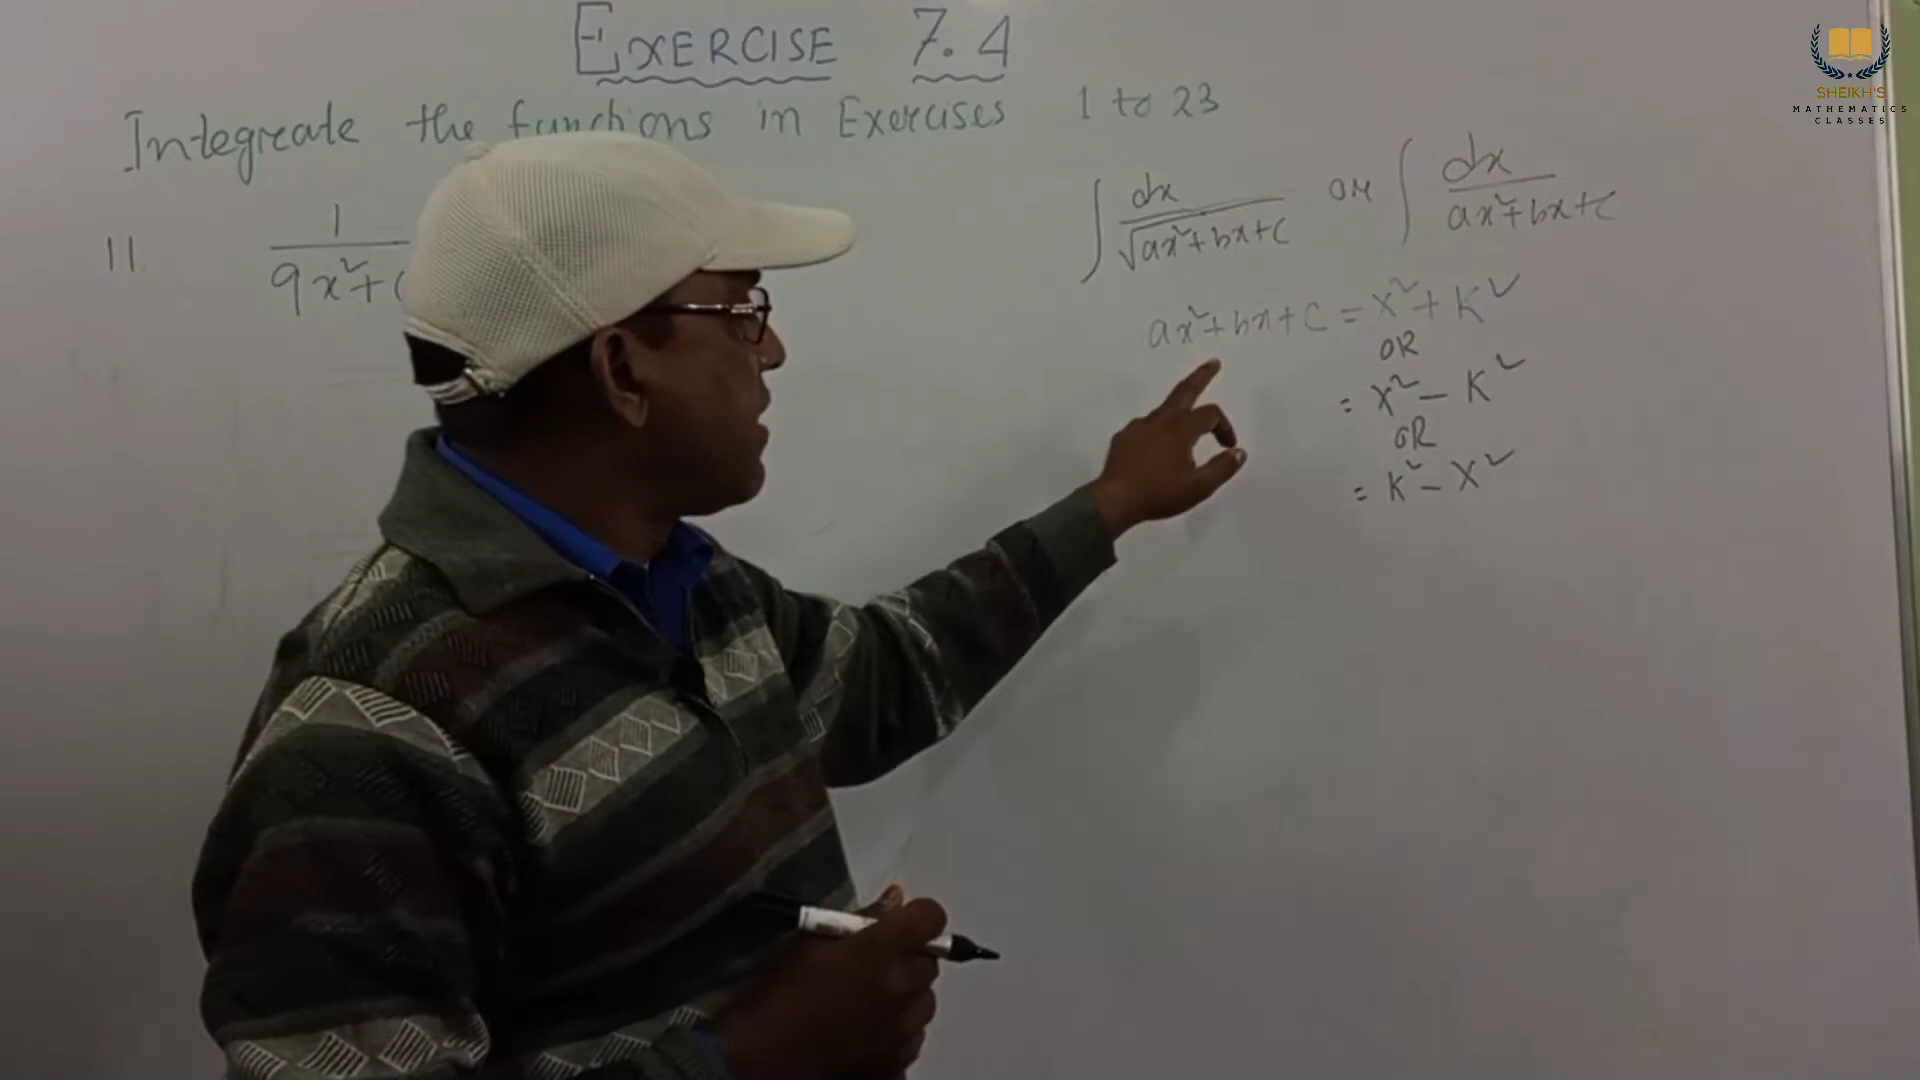 EXERCISE 7.4
Integreate the functions in Exercises 1 to 23
11. 1/9x²+
∫ dx/√ax²+bx+c OR ∫ dx/ax²+bx+c
ax²+bx+c = X²+K²
OR
= X² - K²
OR
= K² - X²
SHEIKH'S
MATHEMATICS
CLASSES